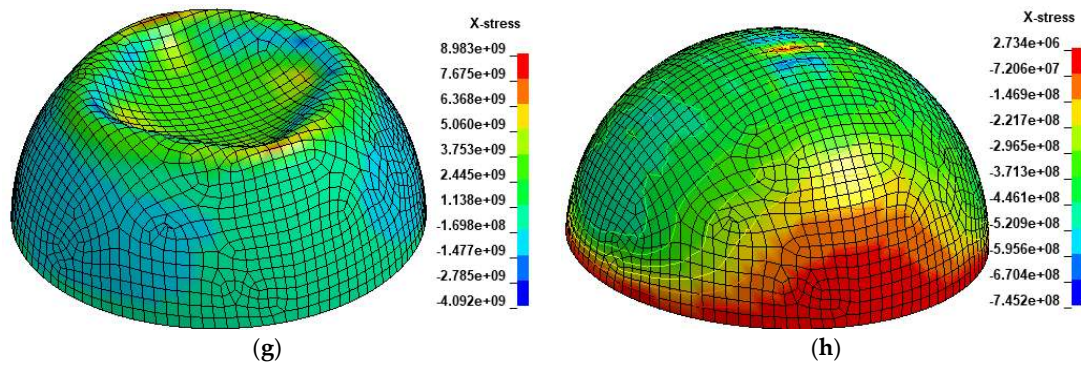 X-stress
8.983e+09
7.675e+09
6.368e+09
5.060e+09
3.753e+09
2.445e+09
1.138e+09
-1.698e+08
-1.477e+09
-2.785e+09
-4.092e+09
(g)
X-stress
2.734e+06
-7.206e+07
-1.469e+08
-2.217e+08
-2.965e+08
-3.713e+08
-4.461e+08
-5.209e+08
-5.956e+08
-6.704e+08
-7.452e+08
(h)